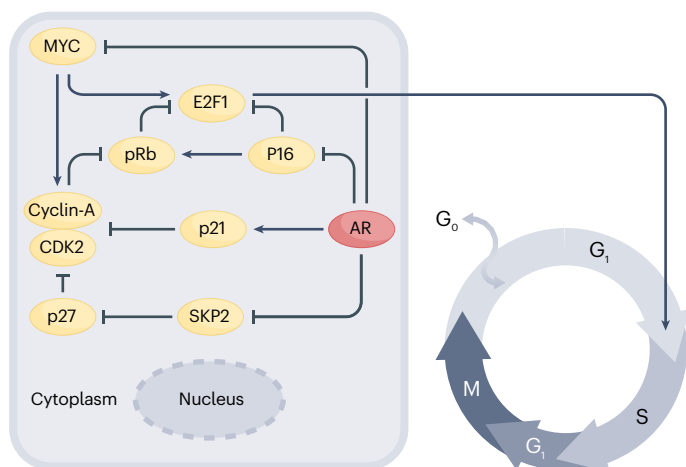 MYC
E2F1
pRb
P16
Cyclin-A
CDK2
p21
AR
p27
SKP2
Cytoplasm
Nucleus
G₀
G₁
S
G₁
M